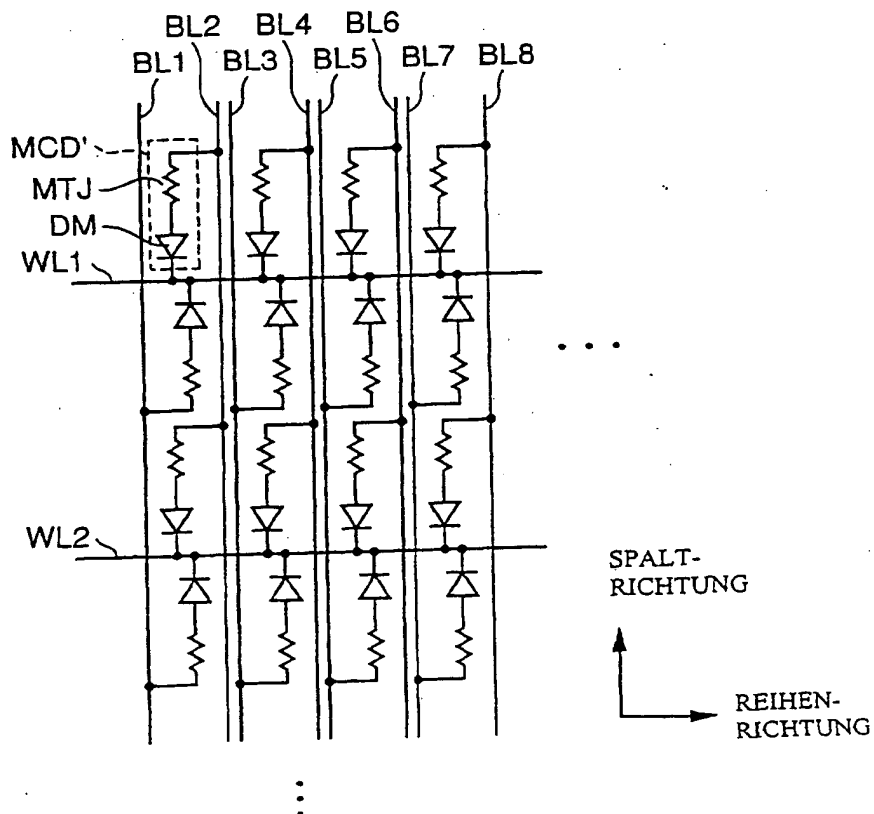 BL2 BL4 BL6
BL1 BL3 BL5 BL7 BL8
MCD'
MTJ
DM
WL1
WL2
SPALT-
RICHTUNG
REIHEN-
RICHTUNG